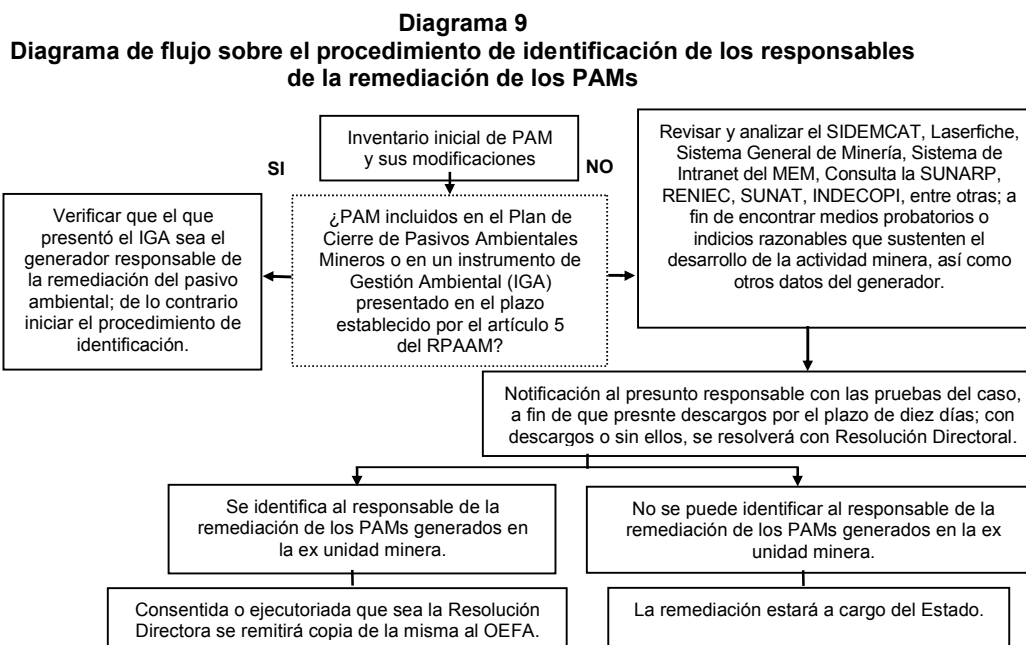 Diagrama 9
Diagrama de flujo sobre el procedimiento de identificación de los responsables
de la remediación de los PAMs
Inventario inicial de PAM
y sus modificaciones
SI
NO
¿PAM incluidos en el Plan de
Cierre de Pasivos Ambientales
Mineros o en un instrumento de
Gestión Ambiental (IGA)
presentado en el plazo
establecido por el artículo 5
del RPAAM?
Verificar que el que
presentó el IGA sea el
generador responsable de
la remediación del pasivo
ambiental; de lo contrario
iniciar el procedimiento de
identificación.
Revisar y analizar el SIDEMCAT, Laserfiche,
Sistema General de Minería, Sistema de
Intranet del MEM, Consulta la SUNARP,
RENIEC, SUNAT, INDECOPI, entre otras; a
fin de encontrar medios probatorios o
indicios razonables que sustenten el
desarrollo de la actividad minera, así como
otros datos del generador.
Notificación al presunto responsable con las pruebas del caso,
a fin de que presnte descargos por el plazo de diez días; con
descargos o sin ellos, se resolverá con Resolución Directoral.
Se identifica al responsable de la
remediación de los PAMs generados en
la ex unidad minera.
No se puede identificar al responsable de la
remediación de los PAMs generados en la ex
unidad minera.
Consentida o ejecutoriada que sea la Resolución
Directora se remitirá copia de la misma al OEFA.
La remediación estará a cargo del Estado.